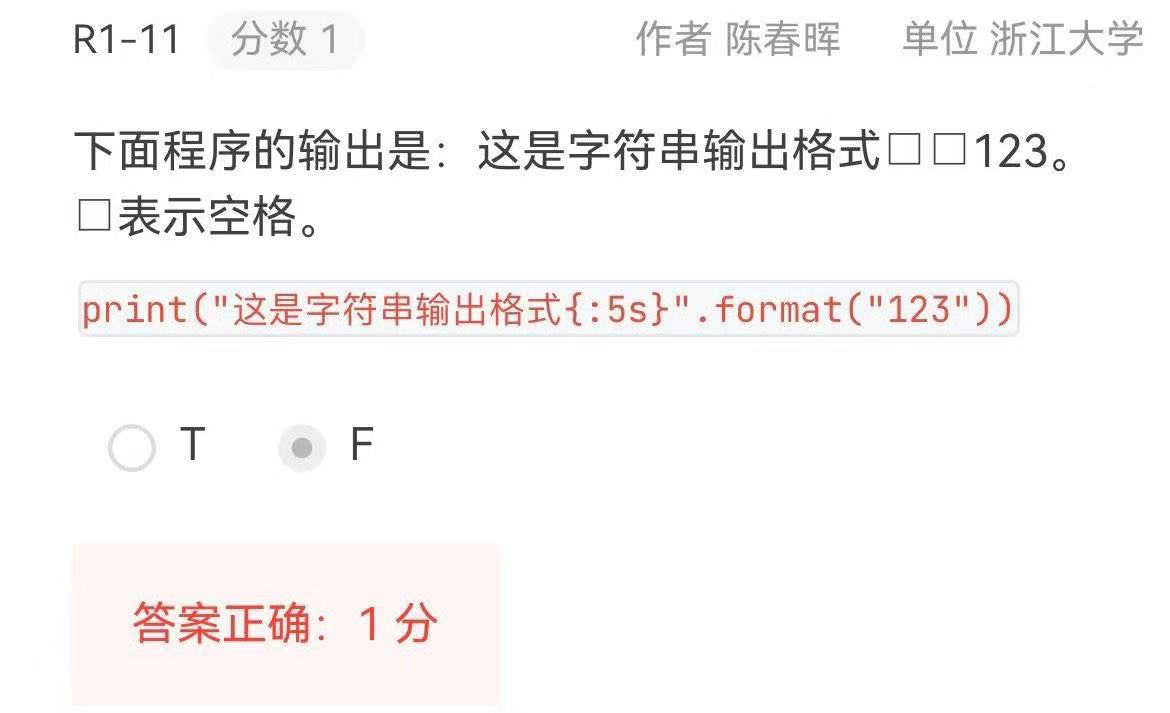 R1-11 分数 1 作者 陈春晖 单位 浙江大学
下面程序的输出是：这是字符串输出格式□□123。
□表示空格。
print("这是字符串输出格式{:5s}".format("123"))
T F
答案正确：1 分